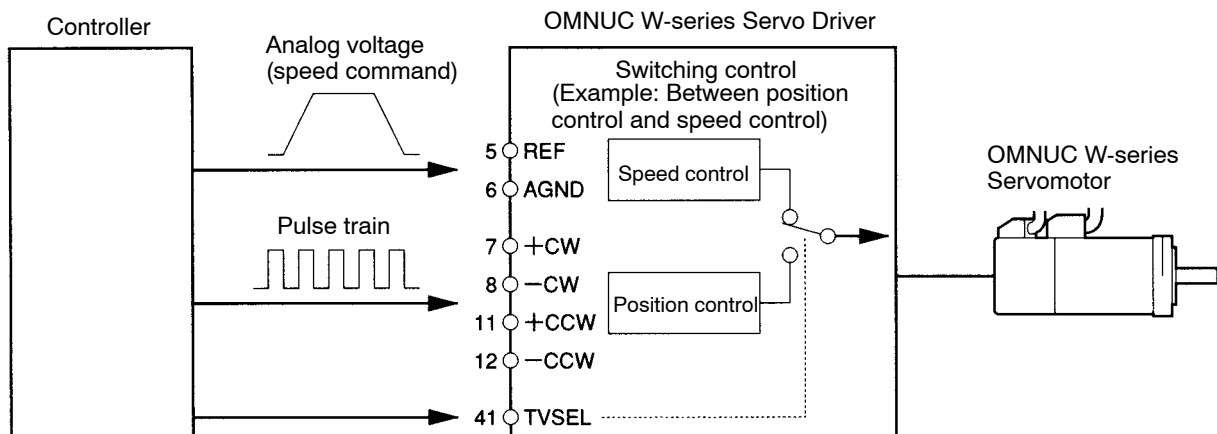 Controller
OMNUC W-series Servo Driver
Analog voltage
(speed command)
Switching control
(Example: Between position
control and speed control)
5 REF
Speed control
6 AGND
OMNUC W-series
Servomotor
Pulse train
7 +CW
8 −CW
Position control
11 +CCW
12 −CCW
41 TVSEL